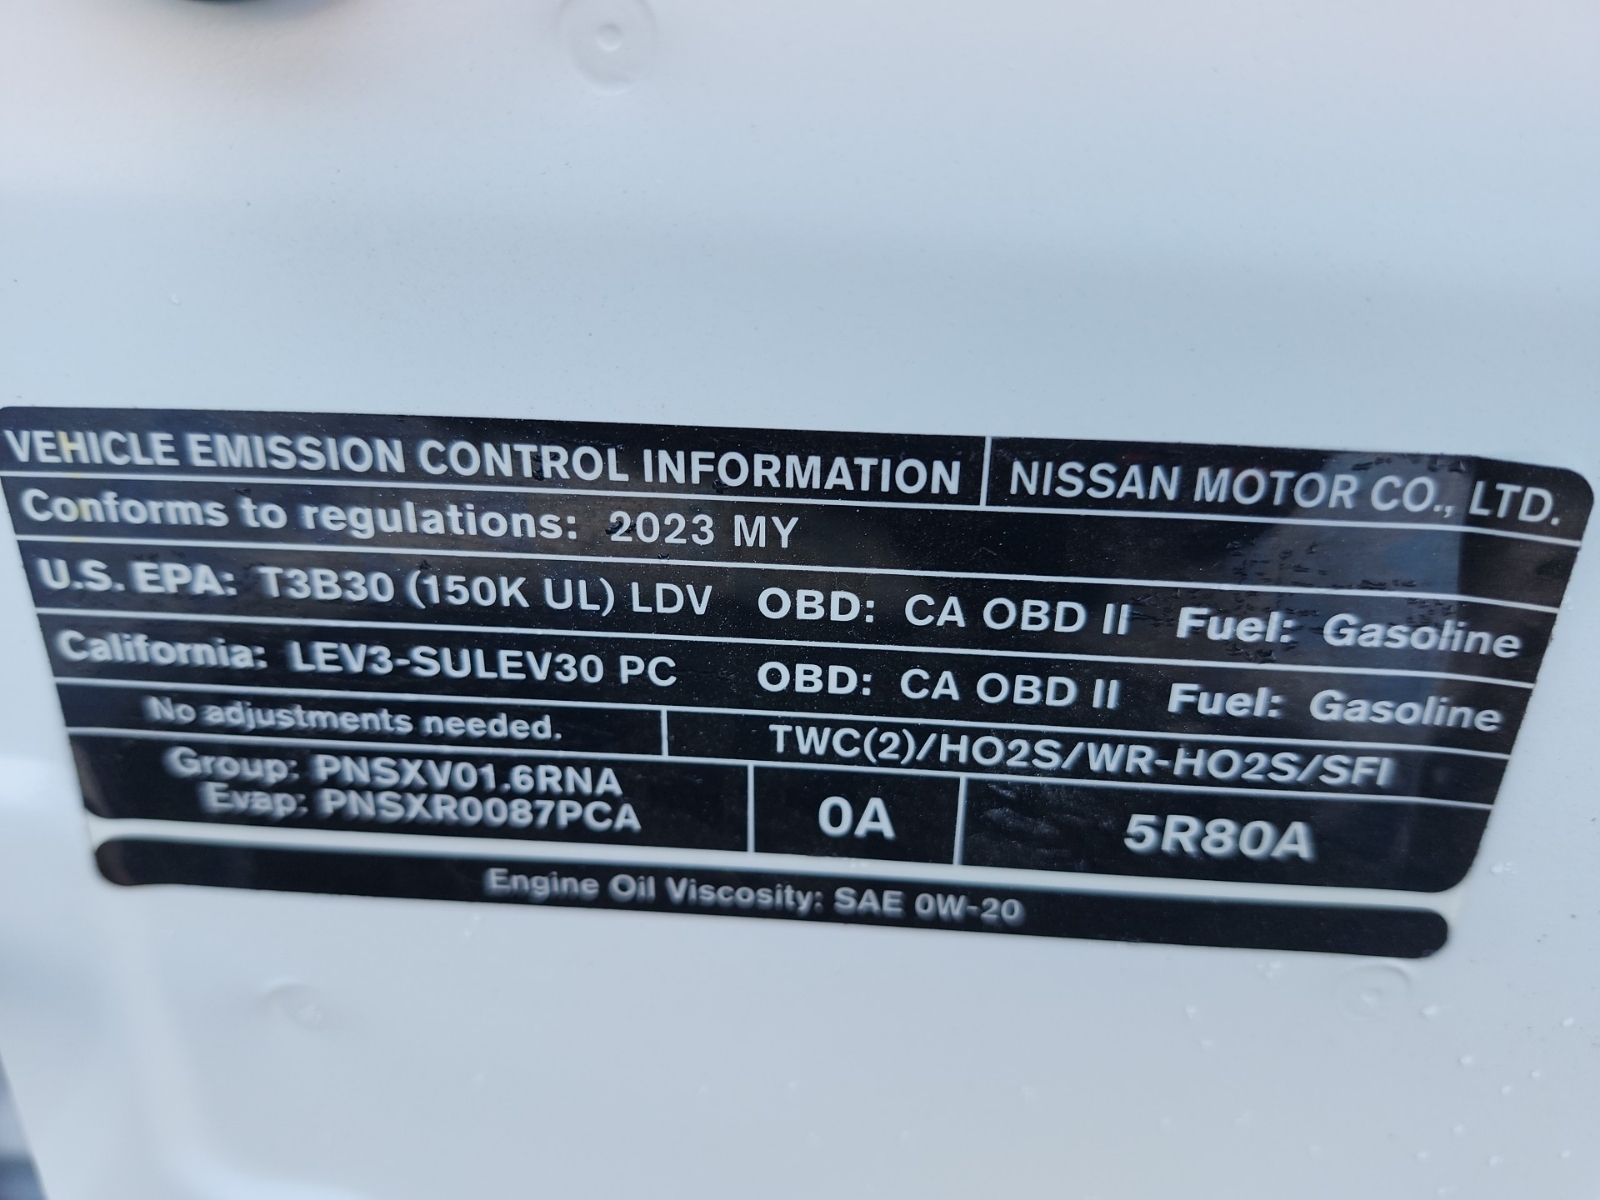 VEHICLE EMISSION CONTROL INFORMATION NISSAN MOTOR CO., LTD.
Conforms to regulations: 2023 MY
U.S. EPA: T3B30 (150K UL) LDV OBD: CA OBD II Fuel: Gasoline
California: LEV3-SULEV30 PC OBD: CA OBD II Fuel: Gasoline
No adjustments needed. TWC(2)/HO2S/WR-HO2S/SFI
Group: PNSXV01.6RNA
Evap: PNSXR0087PCA
0A
5R80A
Engine Oil Viscosity: SAE 0W-20